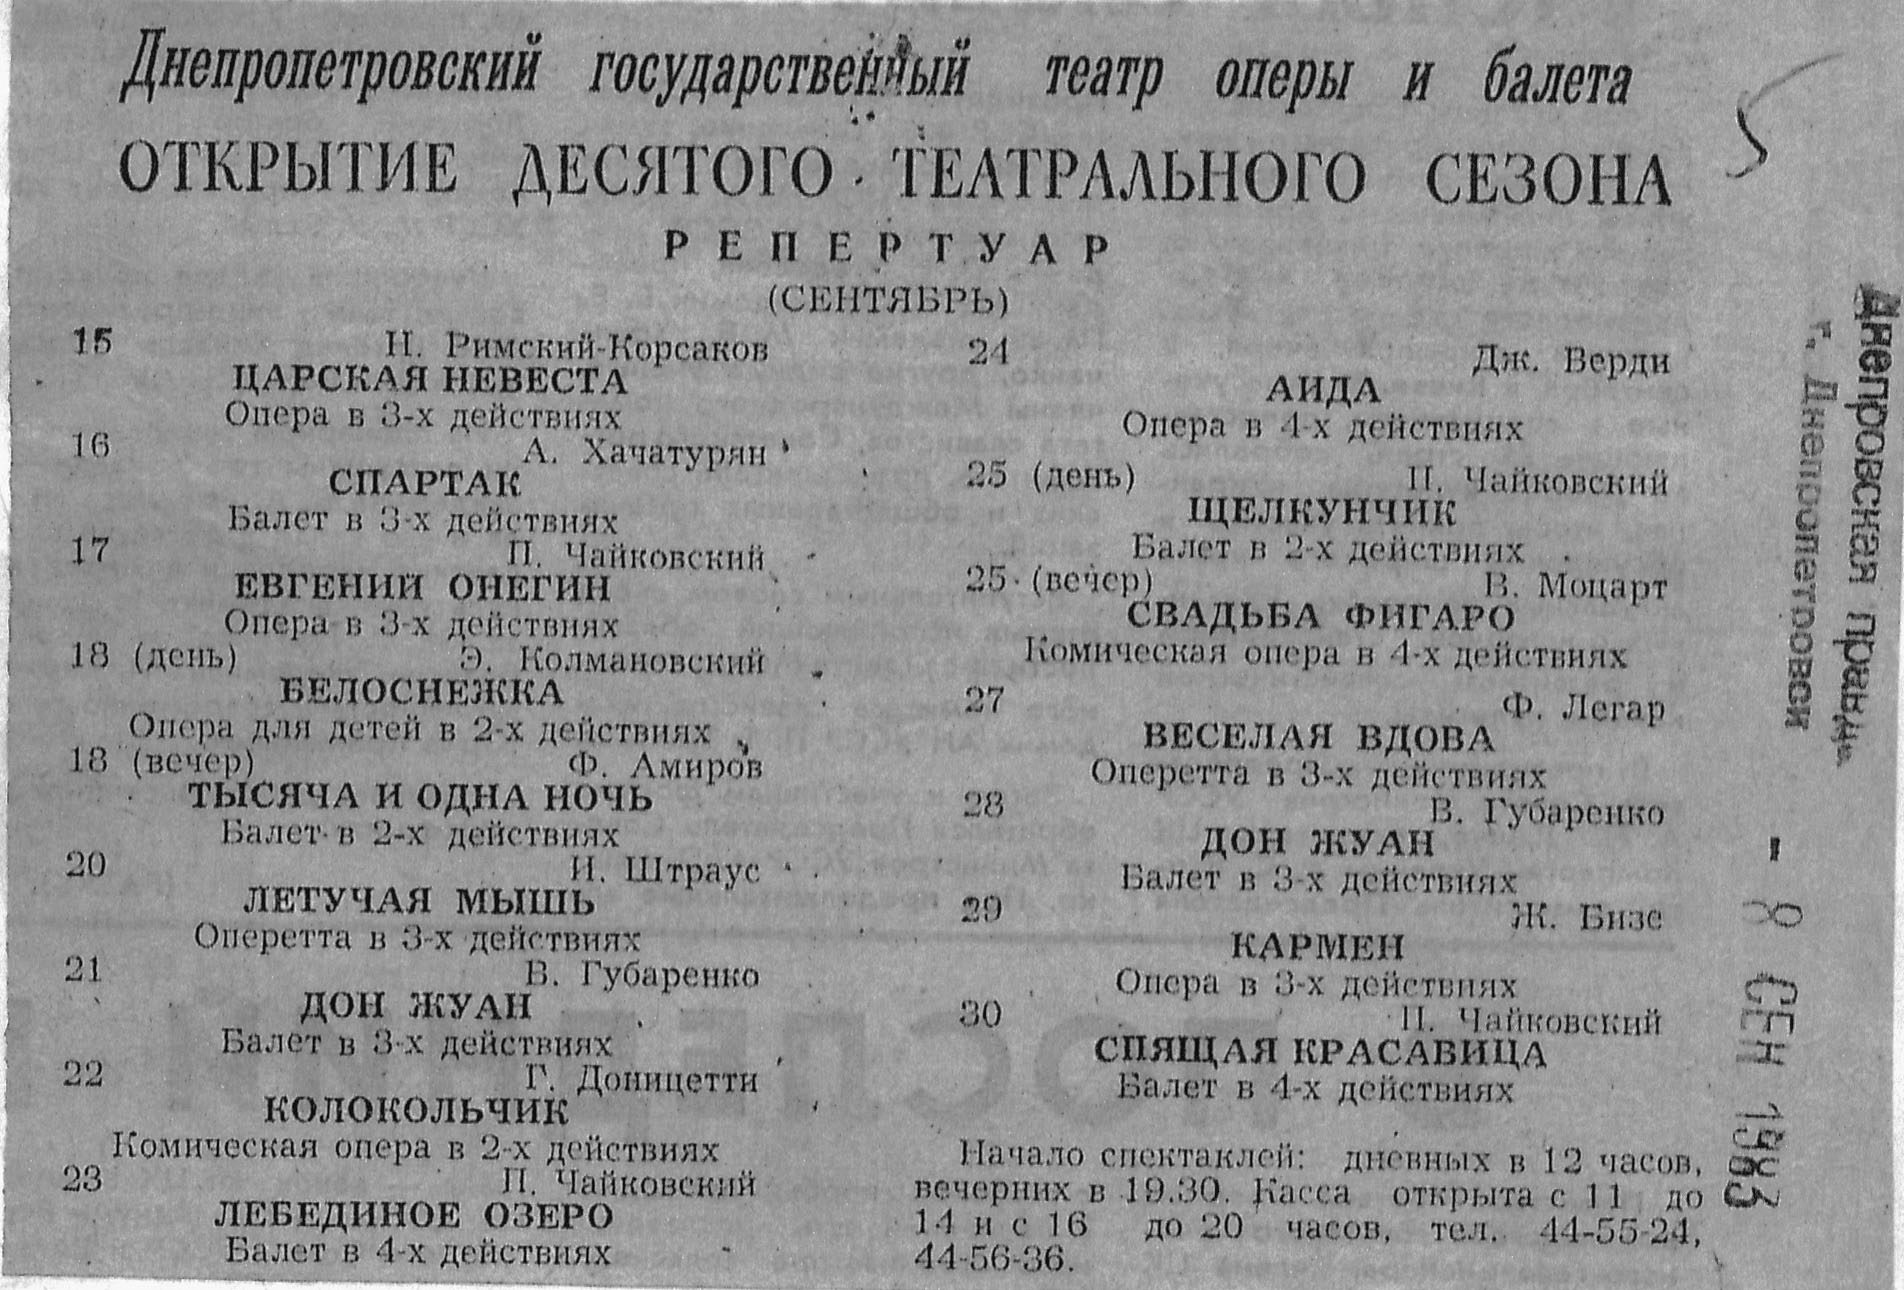 Днепропетровский государственный театр оперы и балета
ОТКРЫТИЕ ДЕСЯТОГО ТЕАТРАЛЬНОГО СЕЗОНА
РЕПЕРТУАР
(СЕНТЯБРЬ)
15 Н. Римский-Корсаков
ЦАРСКАЯ НЕВЕСТА
Опера в 3-х действиях
16 А. Хачатурян
СПАРТАК
Балет в 3-х действиях
17 П. Чайковский
ЕВГЕНИЙ ОНЕГИН
Опера в 3-х действиях
18 (день) Э. Колмановский
БЕЛОСНЕЖКА
Опера для детей в 2-х действиях
18 (вечер) Ф. Амиров
ТЫСЯЧА И ОДНА НОЧЬ
Балет в 2-х действиях
20 И. Штраус
ЛЕТУЧАЯ МЫШЬ
Оперетта в 3-х действиях
21 В. Губаренко
ДОН ЖУАН
Балет в 3-х действиях
22 Г. Доницетти
КОЛОКОЛЬЧИК
Комическая опера в 2-х действиях
23 П. Чайковский
ЛЕБЕДИНОЕ ОЗЕРО
Балет в 4-х действиях
24 Дж. Верди
АИДА
Опера в 4-х действиях
25 (день) П. Чайковский
ЩЕЛКУНЧИК
Балет в 2-х действиях
25 (вечер) В. Моцарт
СВАДЬБА ФИГАРО
Комическая опера в 4-х действиях
27 Ф. Легар
ВЕСЕЛАЯ ВДОВА
Оперетта в 3-х действиях
28 В. Губаренко
ДОН ЖУАН
Балет в 3-х действиях
29 Ж. Бизе
КАРМЕН
Опера в 3-х действиях
30 П. Чайковский
СПЯЩАЯ КРАСАВИЦА
Балет в 4-х действиях
Начало спектаклей: дневных в 12 часов,
вечерних в 19.30. Касса открыта с 11 до
14 и с 16 до 20 часов, тел. 44-55-24,
44-56-36.
Днепровская
г. Днепропетровск
- 8 СЕН 1983
5